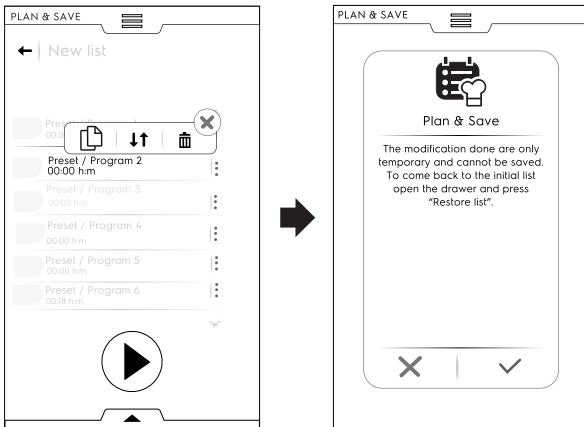 PLAN & SAVE
New list
Preset / Program 2
00:00 h:m
Preset / Program 3
00:00 h:m
Preset / Program 4
00:00 h:m
Preset / Program 5
00:00 h:m
Preset / Program 6
00:18 h:m
PLAN & SAVE
Plan & Save
The modification done are only
temporary and cannot be saved.
To come back to the initial list
open the drawer and press
“Restore list”.